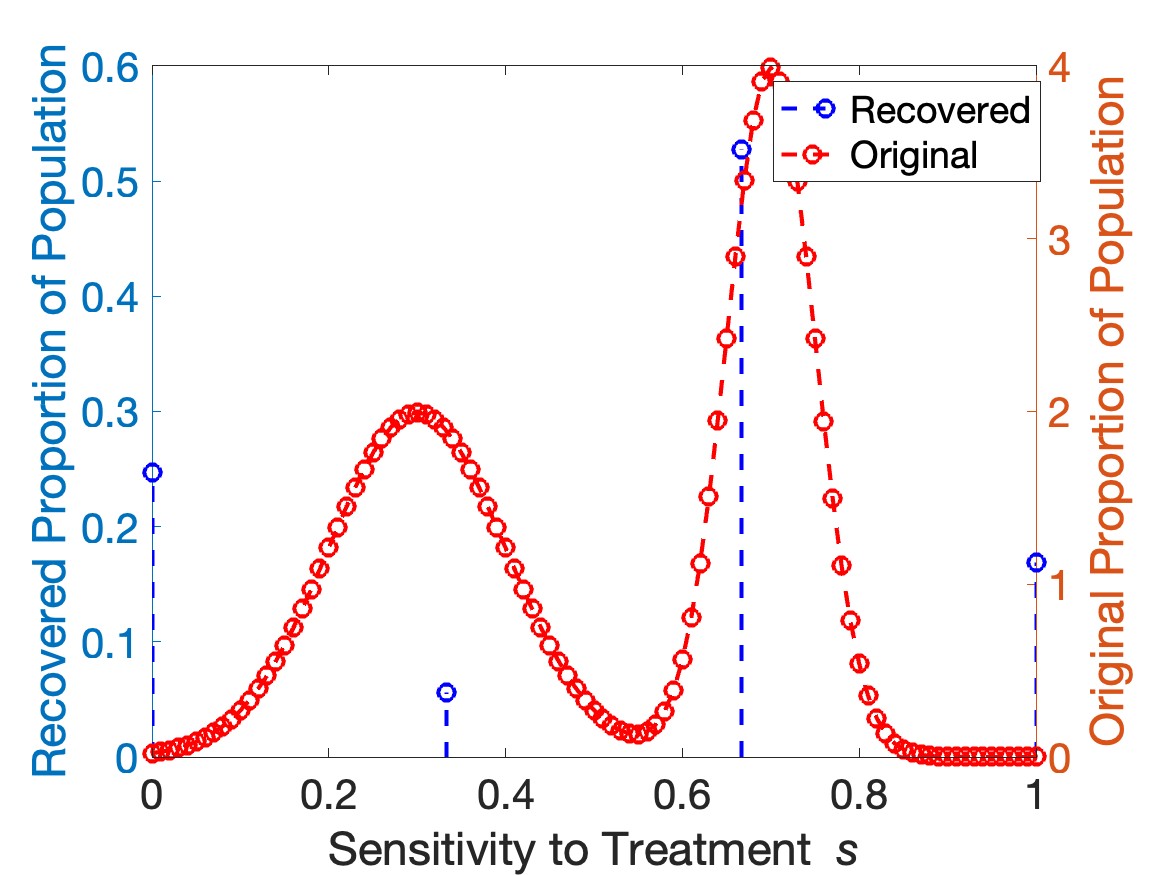 Recovered Proportion of Population
0.6
0.5
0.4
0.3
0.2
0.1
0
4
3
2
1
0
Original Proportion of Population
Recovered
Original
0 0.2 0.4 0.6 0.8 1
Sensitivity to Treatment s